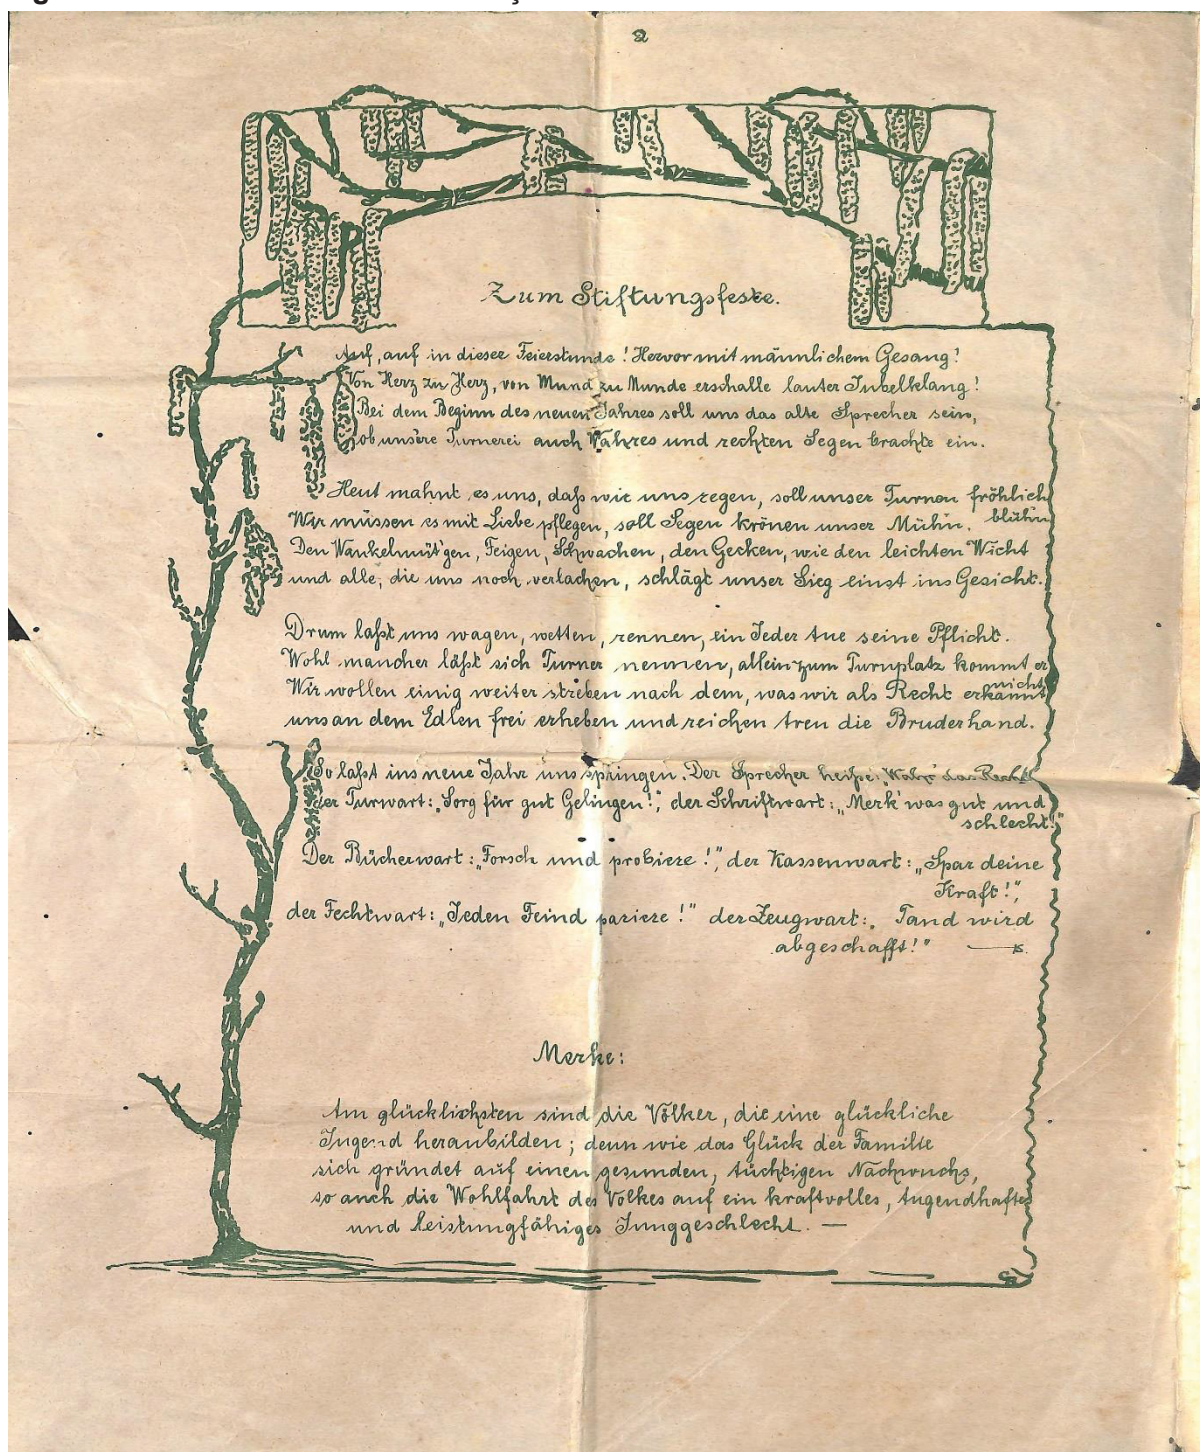 2
Zum Stiftungsfeste.
Auf, auf in dieser Feierstunde! Hervor mit männlichem Gesang!
Von Herz zu Herz, von Mund zu Munde erschalle lauter Jubelklang!
Bei dem Beginn des neuen Jahres soll uns das alte Sprecher sein,
ob unsere Turnerei auch Wahres und rechten Segen brachte ein.
Heut mahnt es uns, daß wir uns regen, soll unser Turnen fröhlich
blühn,
Wir müssen es mit Liebe pflegen, soll Segen krönen unser Mühn.
Den Wankelmüt'gen, Feigen, Schwachen, den Gecken, wie den leichten Wicht
und alle, die uns noch verlachen, schlägt unser Sieg einst ins Gesicht.
Drum laßt uns wagen, wetten, rennen, ein Jeder tue seine Pflicht.
Wohl mancher läßt sich Turner nennen, allein zum Turnplatz kommt er
nicht
Wir wollen einig weiter streben nach dem, was wir als Recht erkannt
uns an dem Edlen frei erheben und reichen treu die Bruderhand.
So laßt ins neue Jahr uns springen. Der Sprecher heiße: „Wahr' das Recht"
der Turwart: „Sorg für gut Gelingen!", der Schriftwart: „Merk' was gut und
schlecht!"
Der Bücherwart: „Forsch und probiere!", der Kassenwart: „Spar deine
Kraft!",
der Fechtwart: „Jeden Feind pariere!" der Zeugwart: „Tand wird
abgeschafft!"
Merke:
Am glücklichsten sind die Völker, die eine glückliche
Jugend heranbilden; denn wie das Glück der Familie
sich gründet auf einen gesunden, tüchtigen Nachwuchs,
so anch die Wohlfahrt des Volkes auf ein kraftvolles, tugendhaftes
und leistungfähiges Junggeschlecht. —